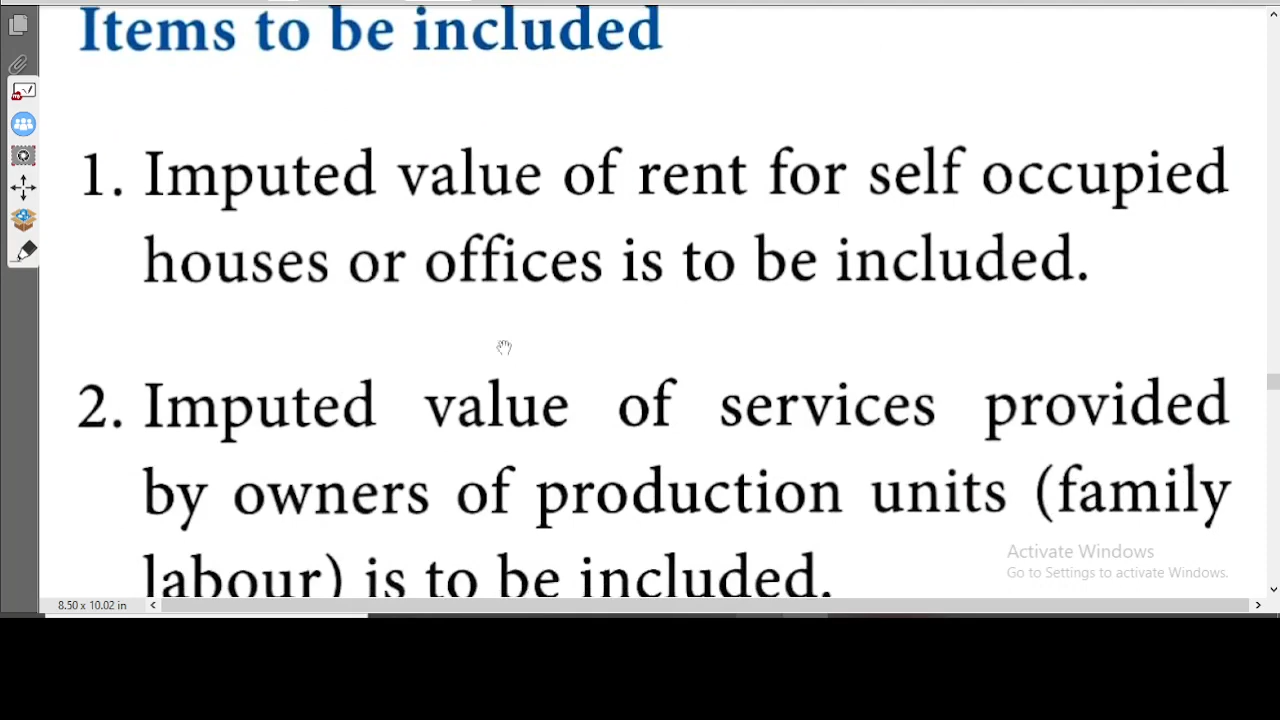 Items to be included
1. Imputed value of rent for self occupied
houses or offices is to be included.
2. Imputed value of services provided
by owners of production units (family
labour) is to be included.
Activate Windows
Go to Settings to activate Windows.
8.50 x 10.02 in